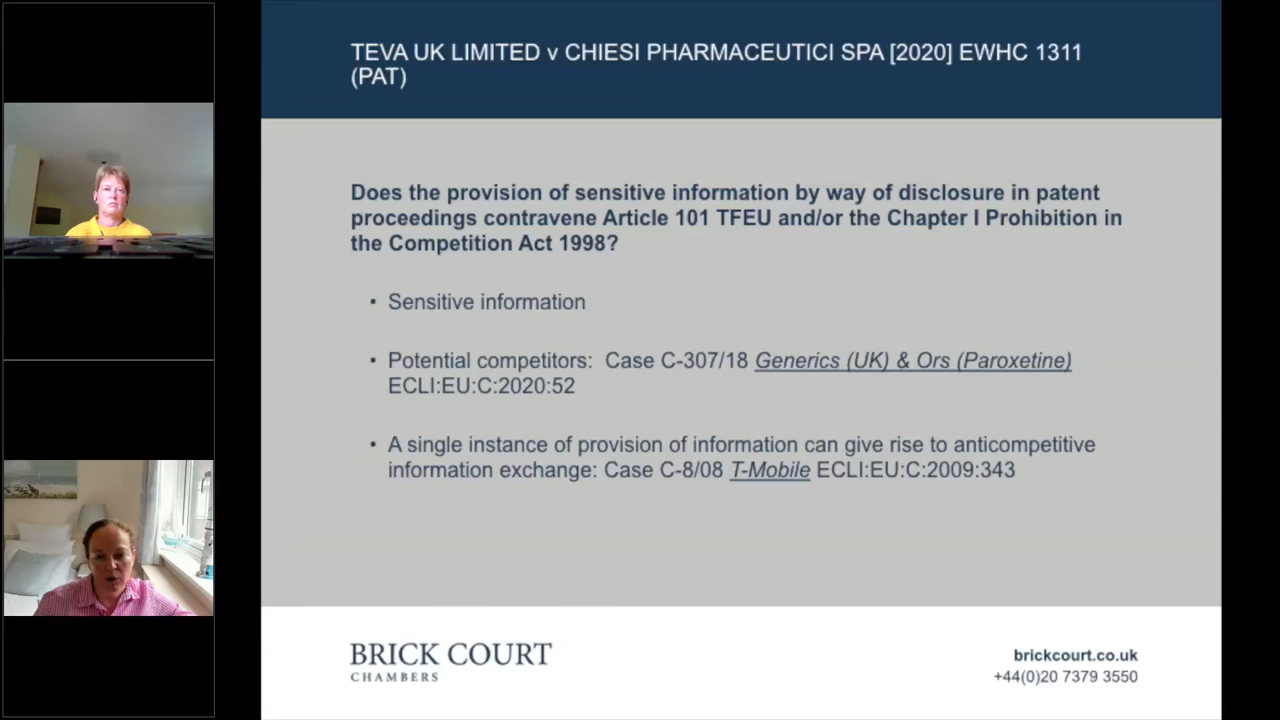 TEVA UK LIMITED v CHIESI PHARMACEUTICI SPA [2020] EWHC 1311
(PAT)
Does the provision of sensitive information by way of disclosure in patent
proceedings contravene Article 101 TFEU and/or the Chapter I Prohibition in
the Competition Act 1998?
• Sensitive information
• Potential competitors: Case C-307/18 Generics (UK) & Ors (Paroxetine)
ECLI:EU:C:2020:52
• A single instance of provision of information can give rise to anticompetitive
information exchange: Case C-8/08 T-Mobile ECLI:EU:C:2009:343
BRICK COURT
CHAMBERS
brickcourt.co.uk
+44(0)20 7379 3550